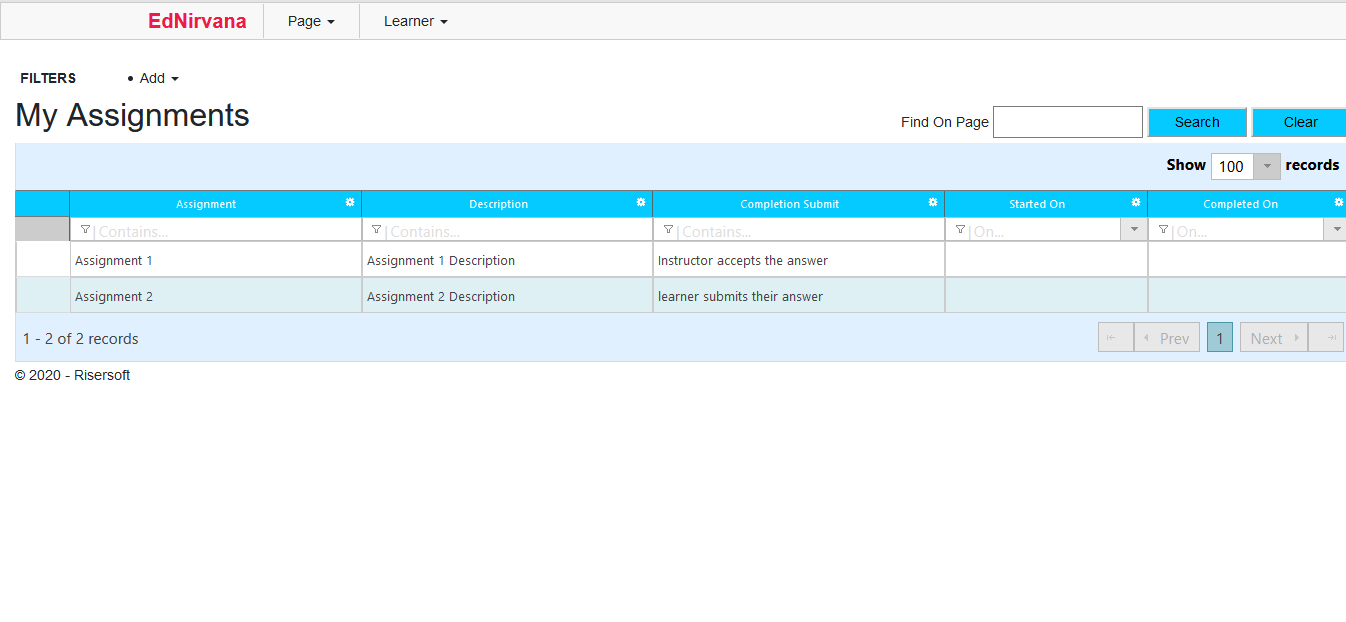 EdNirvana Page Learner
FILTERS • Add
My Assignments
Find On Page Search Clear
Show 100 records
Assignment Description Completion Submit Started On Completed On
Contains... Contains... Contains... On... On...
Assignment 1 Assignment 1 Description Instructor accepts the answer
Assignment 2 Assignment 2 Description learner submits their answer
1 - 2 of 2 records Prev 1 Next
© 2020 - Risersoft